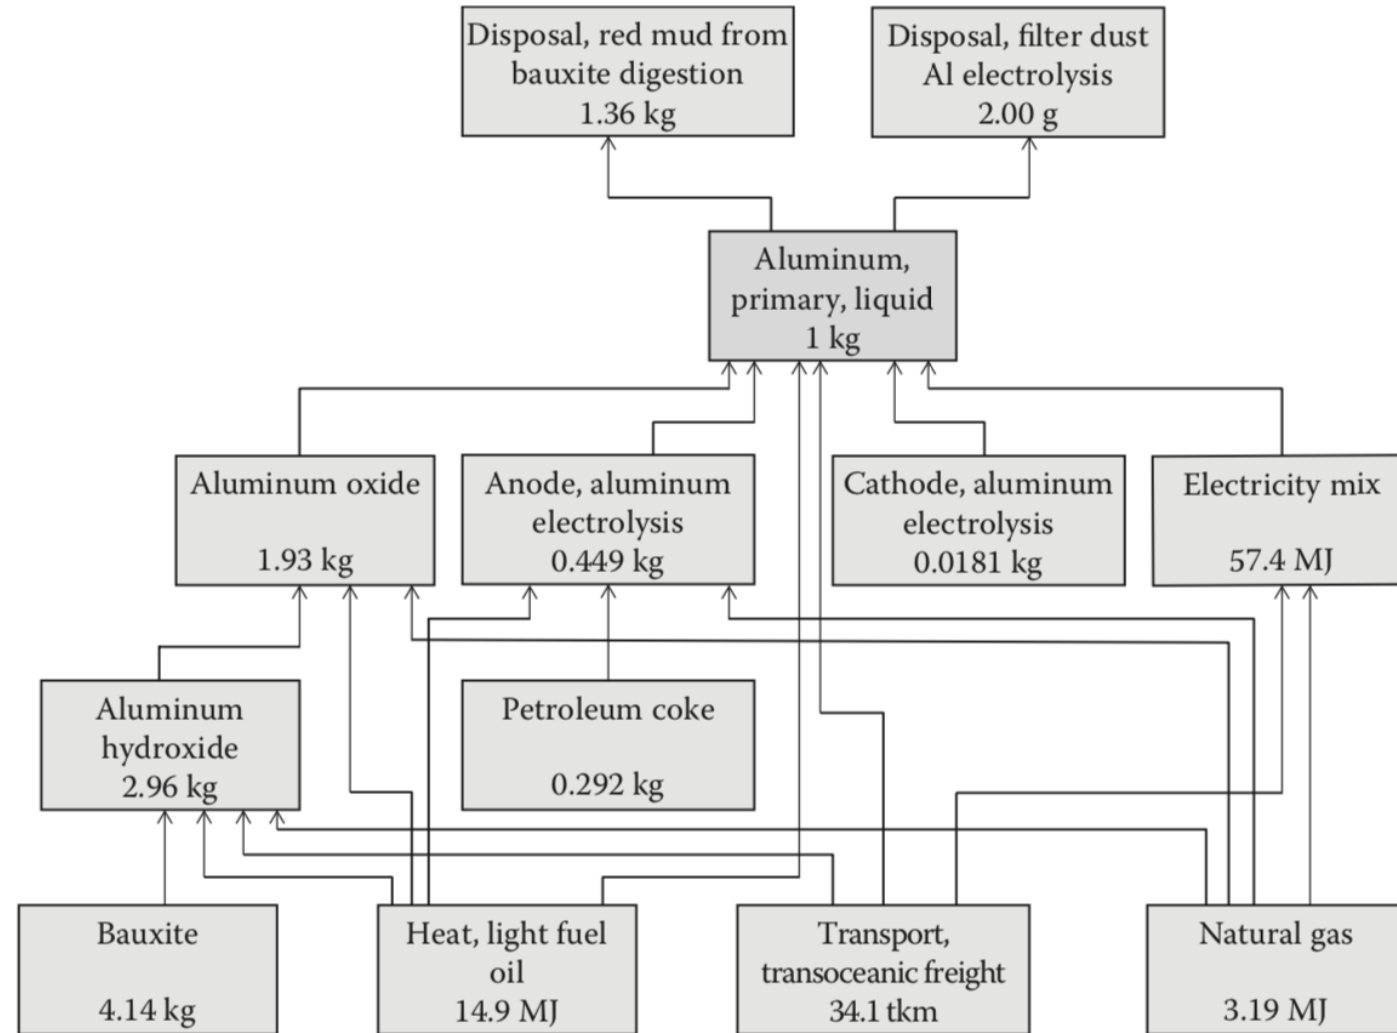 Disposal, red mud from
bauxite digestion
1.36 kg
Disposal, filter dust
Al electrolysis
2.00 g
Aluminum,
primary, liquid
1 kg
Aluminum oxide
1.93 kg
Anode, aluminum
electrolysis
0.449 kg
Cathode, aluminum
electrolysis
0.0181 kg
Electricity mix
57.4 MJ
Aluminum
hydroxide
2.96 kg
Petroleum coke
0.292 kg
Bauxite
4.14 kg
Heat, light fuel
oil
14.9 MJ
Transport,
transoceanic freight
34.1 tkm
Natural gas
3.19 MJ